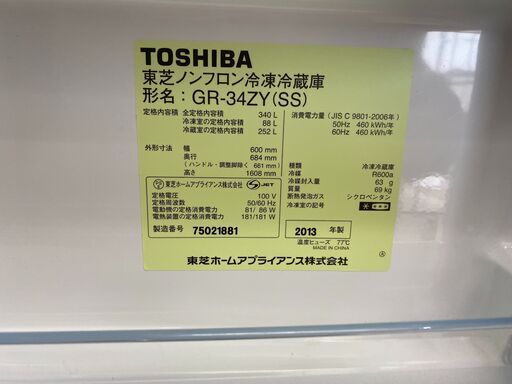 TOSHIBA
東芝ノンフロン冷凍冷蔵庫
形名：GR-34ZY(SS)
定格内容積 全定格内容積 340 L
冷凍室の定格内容積 88 L
冷蔵室の定格内容積 252 L
外形寸法 幅 600 mm
奥行 684 mm
(ハンドル・調整脚除く 661 mm)
高さ 1608 mm
東芝ホームアプライアンス株式会社 JET
定格電圧 100 V
定格周波数 50/60 Hz
電動機の定格消費電力 81/ 86 W
電熱装置の定格消費電力 181/181 W
製造番号 75021881
消費電力量（JIS C 9801-2006年）
50Hz 460 kWh/年
60Hz 460 kWh/年
種類 冷凍冷蔵庫
冷媒 R600a
冷媒封入量 63 g
質量 69 kg
断熱発泡ガス シクロペンタン
冷凍室の記号
2013 年製
温度ヒューズ 77℃
MADE IN CHINA
東芝ホームアプライアンス株式会社
Ⓐ